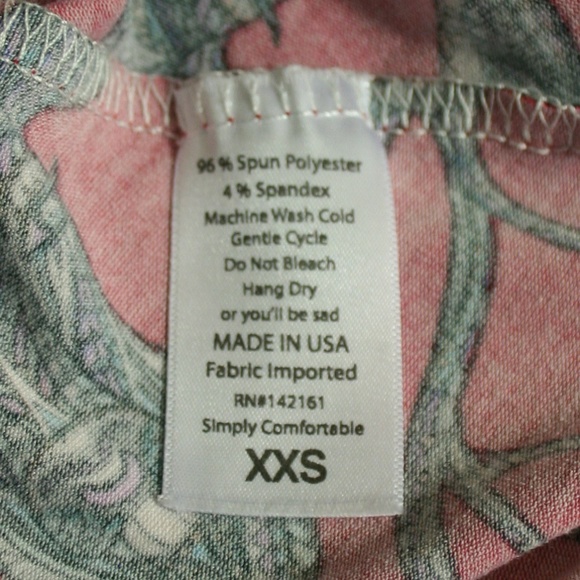 96 % Spun Polyester
4 % Spandex
Machine Wash Cold
Gentle Cycle
Do Not Bleach
Hang Dry
or you'll be sad
MADE IN USA
Fabric Imported
RN#142161
Simply Comfortable
XXS